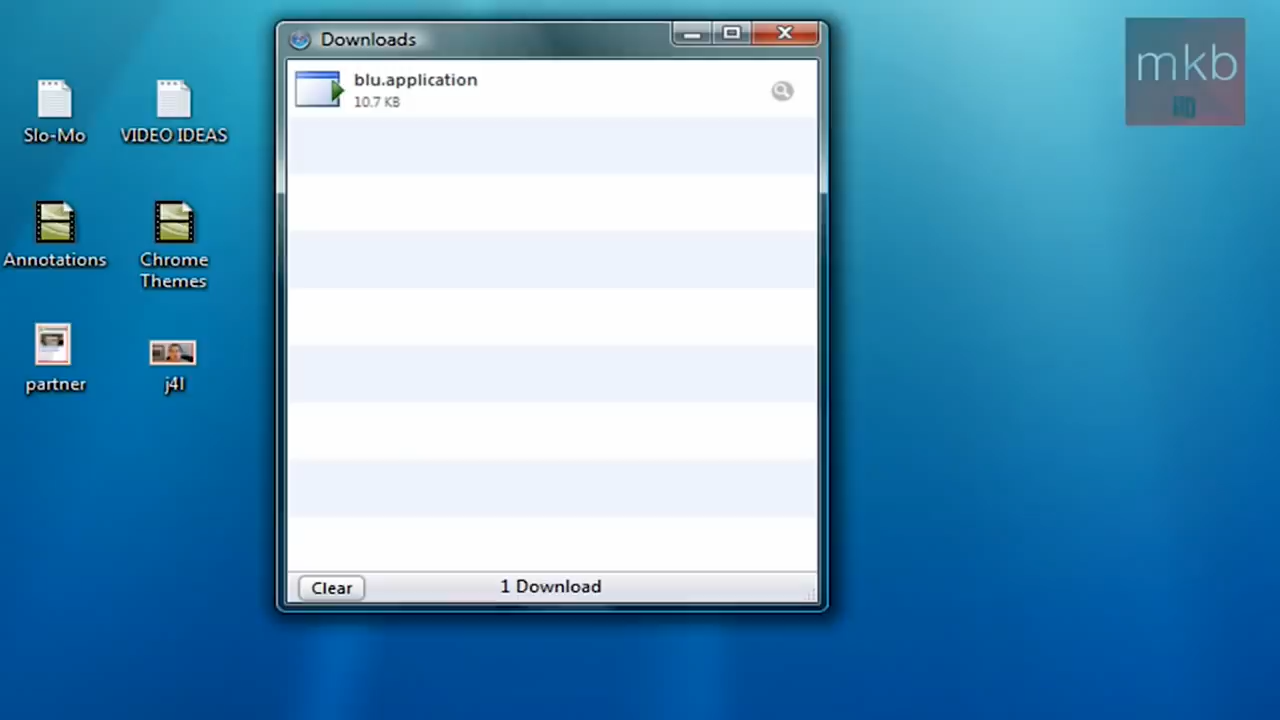 Downloads
blu.application
10.7 KB
Slo-Mo
VIDEO IDEAS
Annotations
Chrome
Themes
partner
j4l
Clear
1 Download
mkb
HD